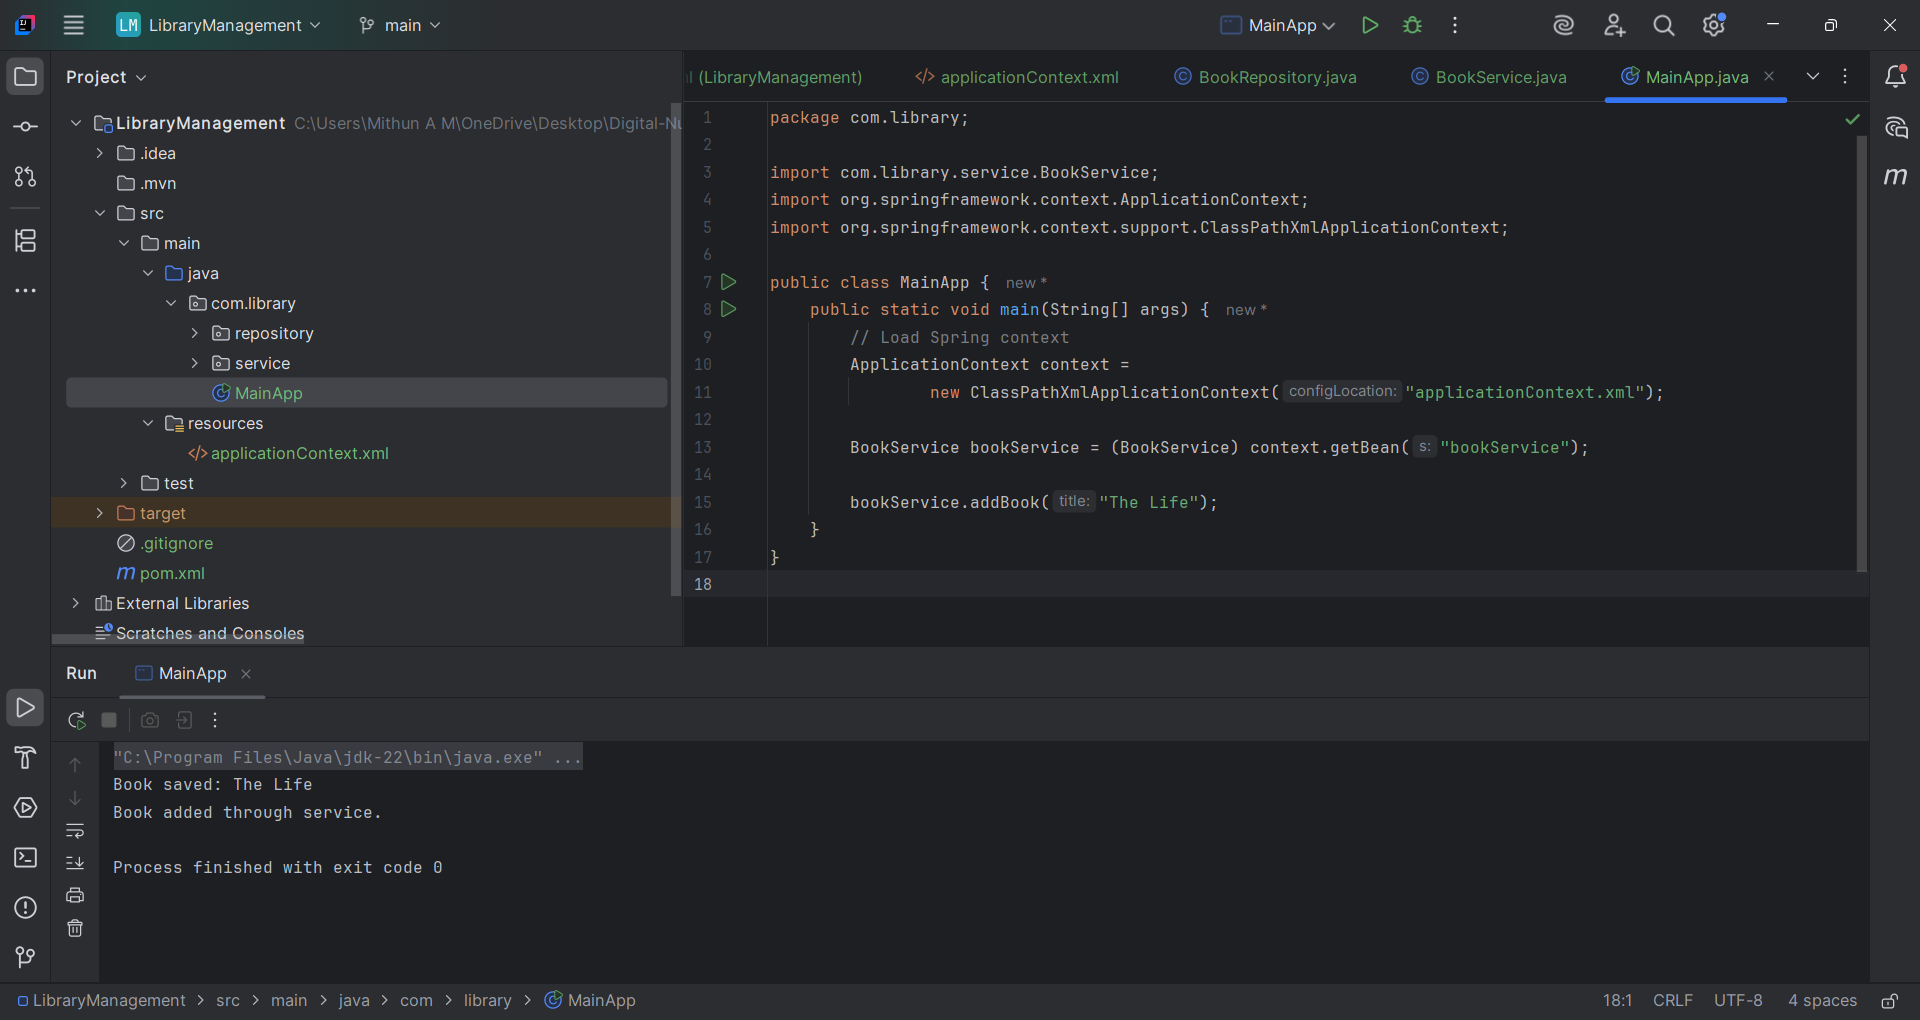 LM LibraryManagement main MainApp
Project
LibraryManagement C:\Users\Mithun A M\OneDrive\Desktop\Digital-Nu
.idea
.mvn
src
main
java
com.library
repository
service
MainApp
resources
applicationContext.xml
test
target
.gitignore
m pom.xml
External Libraries
Scratches and Consoles
l (LibraryManagement) applicationContext.xml BookRepository.java BookService.java MainApp.java
1 package com.library;
2
3 import com.library.service.BookService;
4 import org.springframework.context.ApplicationContext;
5 import org.springframework.context.support.ClassPathXmlApplicationContext;
6
7 public class MainApp { new *
8 public static void main(String[] args) { new *
9 // Load Spring context
10 ApplicationContext context =
11 new ClassPathXmlApplicationContext( configLocation: "applicationContext.xml");
12
13 BookService bookService = (BookService) context.getBean( s: "bookService");
14
15 bookService.addBook( title: "The Life");
16 }
17 }
18
m
Run MainApp
"C:\Program Files\Java\jdk-22\bin\java.exe" ...
Book saved: The Life
Book added through service.
Process finished with exit code 0
LibraryManagement > src > main > java > com > library > MainApp
18:1 CRLF UTF-8 4 spaces